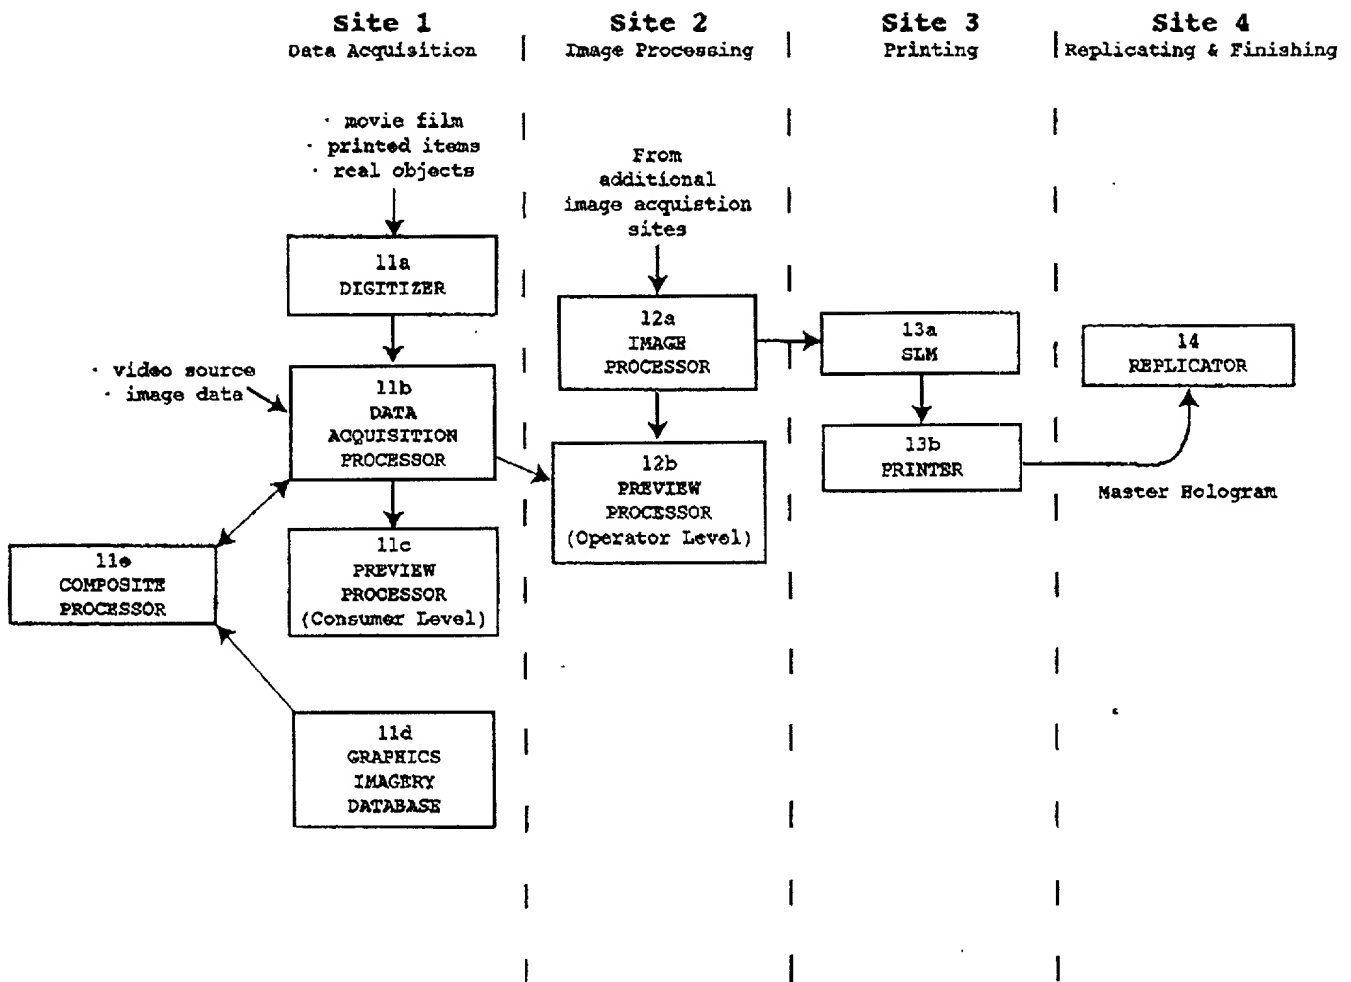 Site 1
Data Acquisition
Site 2
Image Processing
Site 3
Printing
Site 4
Replicating & Finishing
· movie film
· printed items
· real objects
From
additional
image acquistion
sites
11a
DIGITIZER
12a
IMAGE
PROCESSOR
13a
SLM
14
REPLICATOR
· video source
· image data
11b
DATA
ACQUISITION
PROCESSOR
12b
PREVIEW
PROCESSOR
(Operator Level)
13b
PRINTER
Master Hologram
11e
COMPOSITE
PROCESSOR
11c
PREVIEW
PROCESSOR
(Consumer Level)
11d
GRAPHICS
IMAGERY
DATABASE